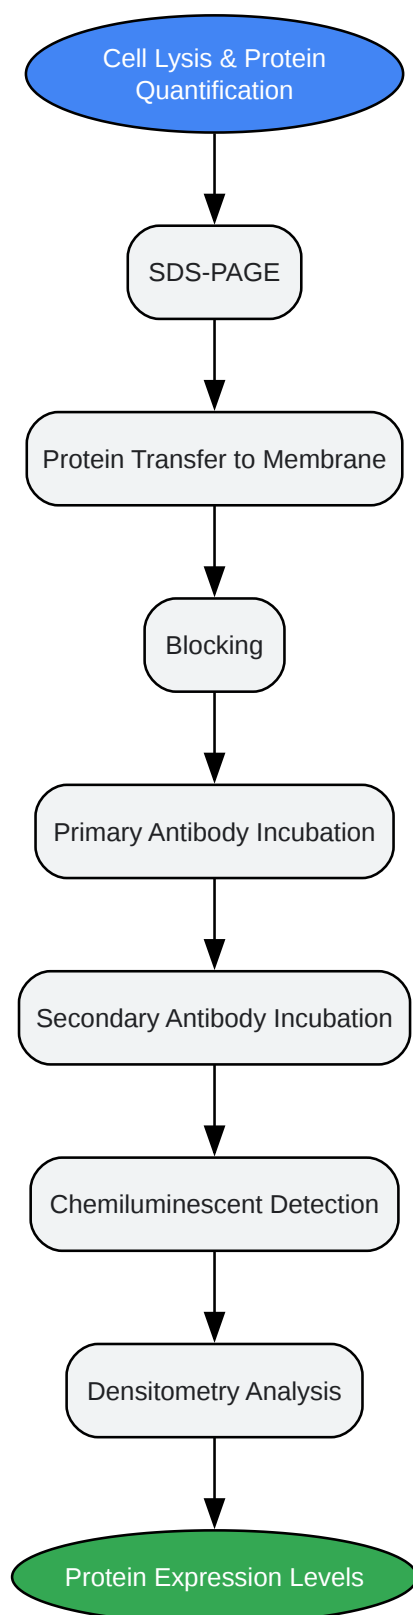 Cell Lysis & Protein
Quantification
SDS-PAGE
Protein Transfer to Membrane
Blocking
Primary Antibody Incubation
Secondary Antibody Incubation
Chemiluminescent Detection
Densitometry Analysis
Protein Expression Levels